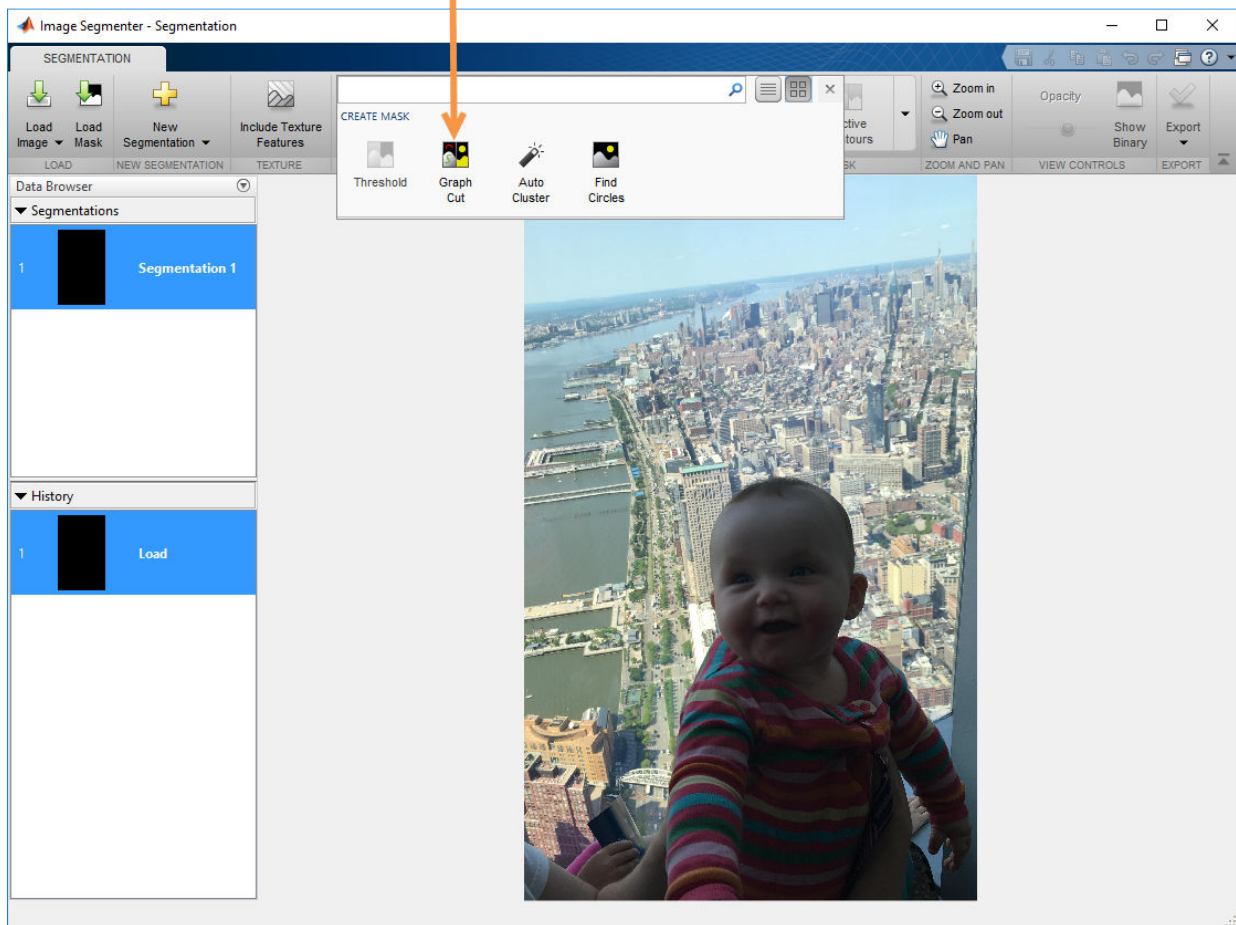 Image Segmenter - Segmentation
SEGMENTATION
Load Image
Load Mask
New Segmentation
Include Texture Features
CREATE MASK
Threshold
Graph Cut
Auto Cluster
Find Circles
Zoom in
Zoom out
Pan
Opacity
Show Binary
Export
LOAD
NEW SEGMENTATION
TEXTURE
ZOOM AND PAN
VIEW CONTROLS
EXPORT
Data Browser
Segmentations
1 Segmentation 1
History
1 Load